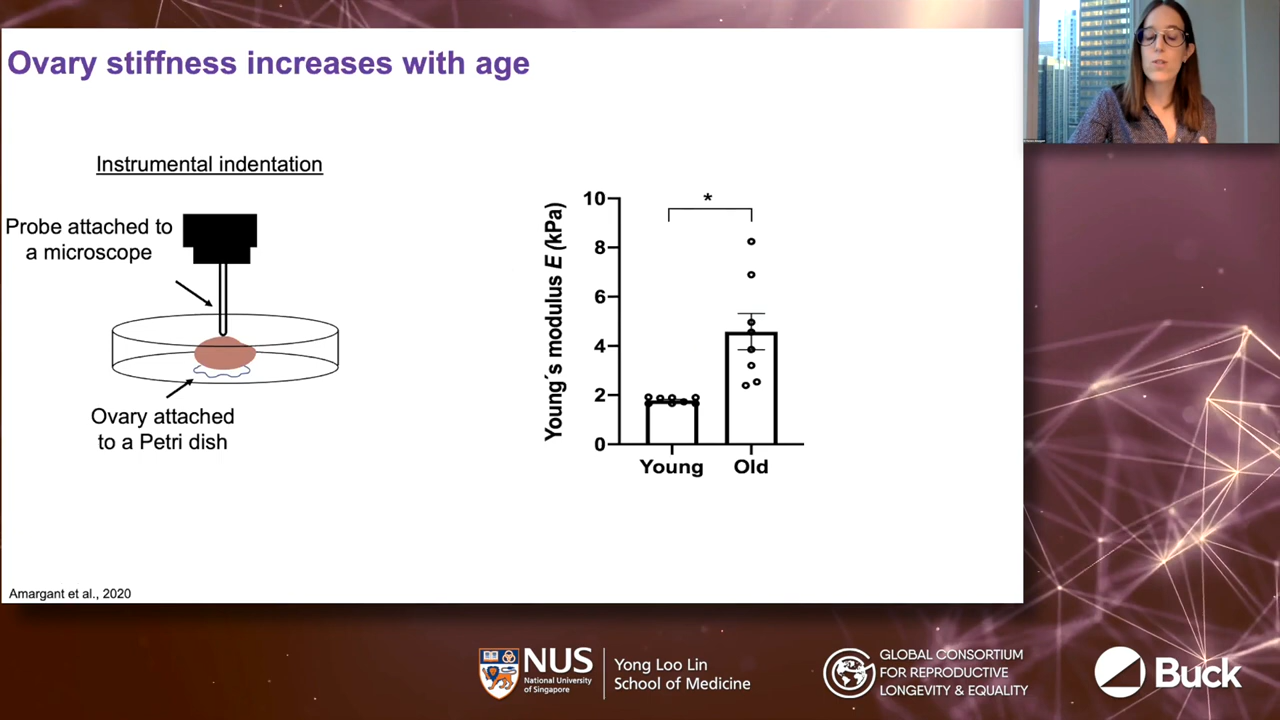 Ovary stiffness increases with age
Instrumental indentation
Probe attached to
a microscope
Ovary attached
to a Petri dish
Young´s modulus E (kPa)
10
8
6
4
2
0
*
Young
Old
Amargant et al., 2020
NUS
National University
of Singapore
Yong Loo Lin
School of Medicine
GLOBAL CONSORTIUM
FOR REPRODUCTIVE
LONGEVITY & EQUALITY
Buck